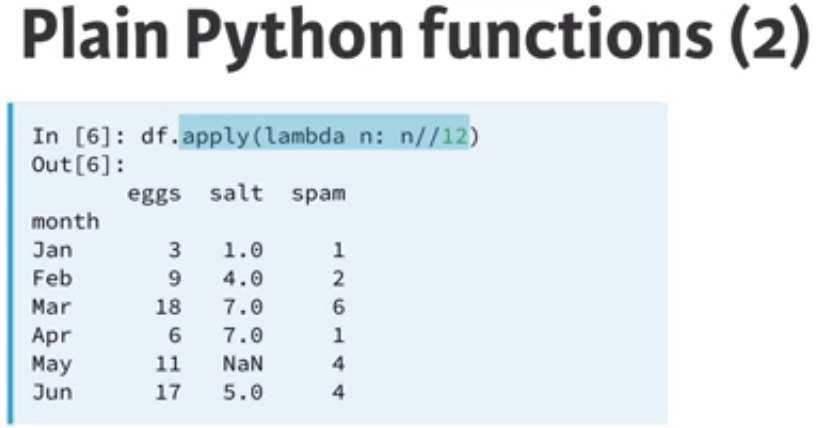 Plain Python functions (2)
In [6]: df.apply(lambda n: n//12)
Out[6]:
eggs salt spam
month
Jan 3 1.0 1
Feb 9 4.0 2
Mar 18 7.0 6
Apr 6 7.0 1
May 11 NaN 4
Jun 17 5.0 4